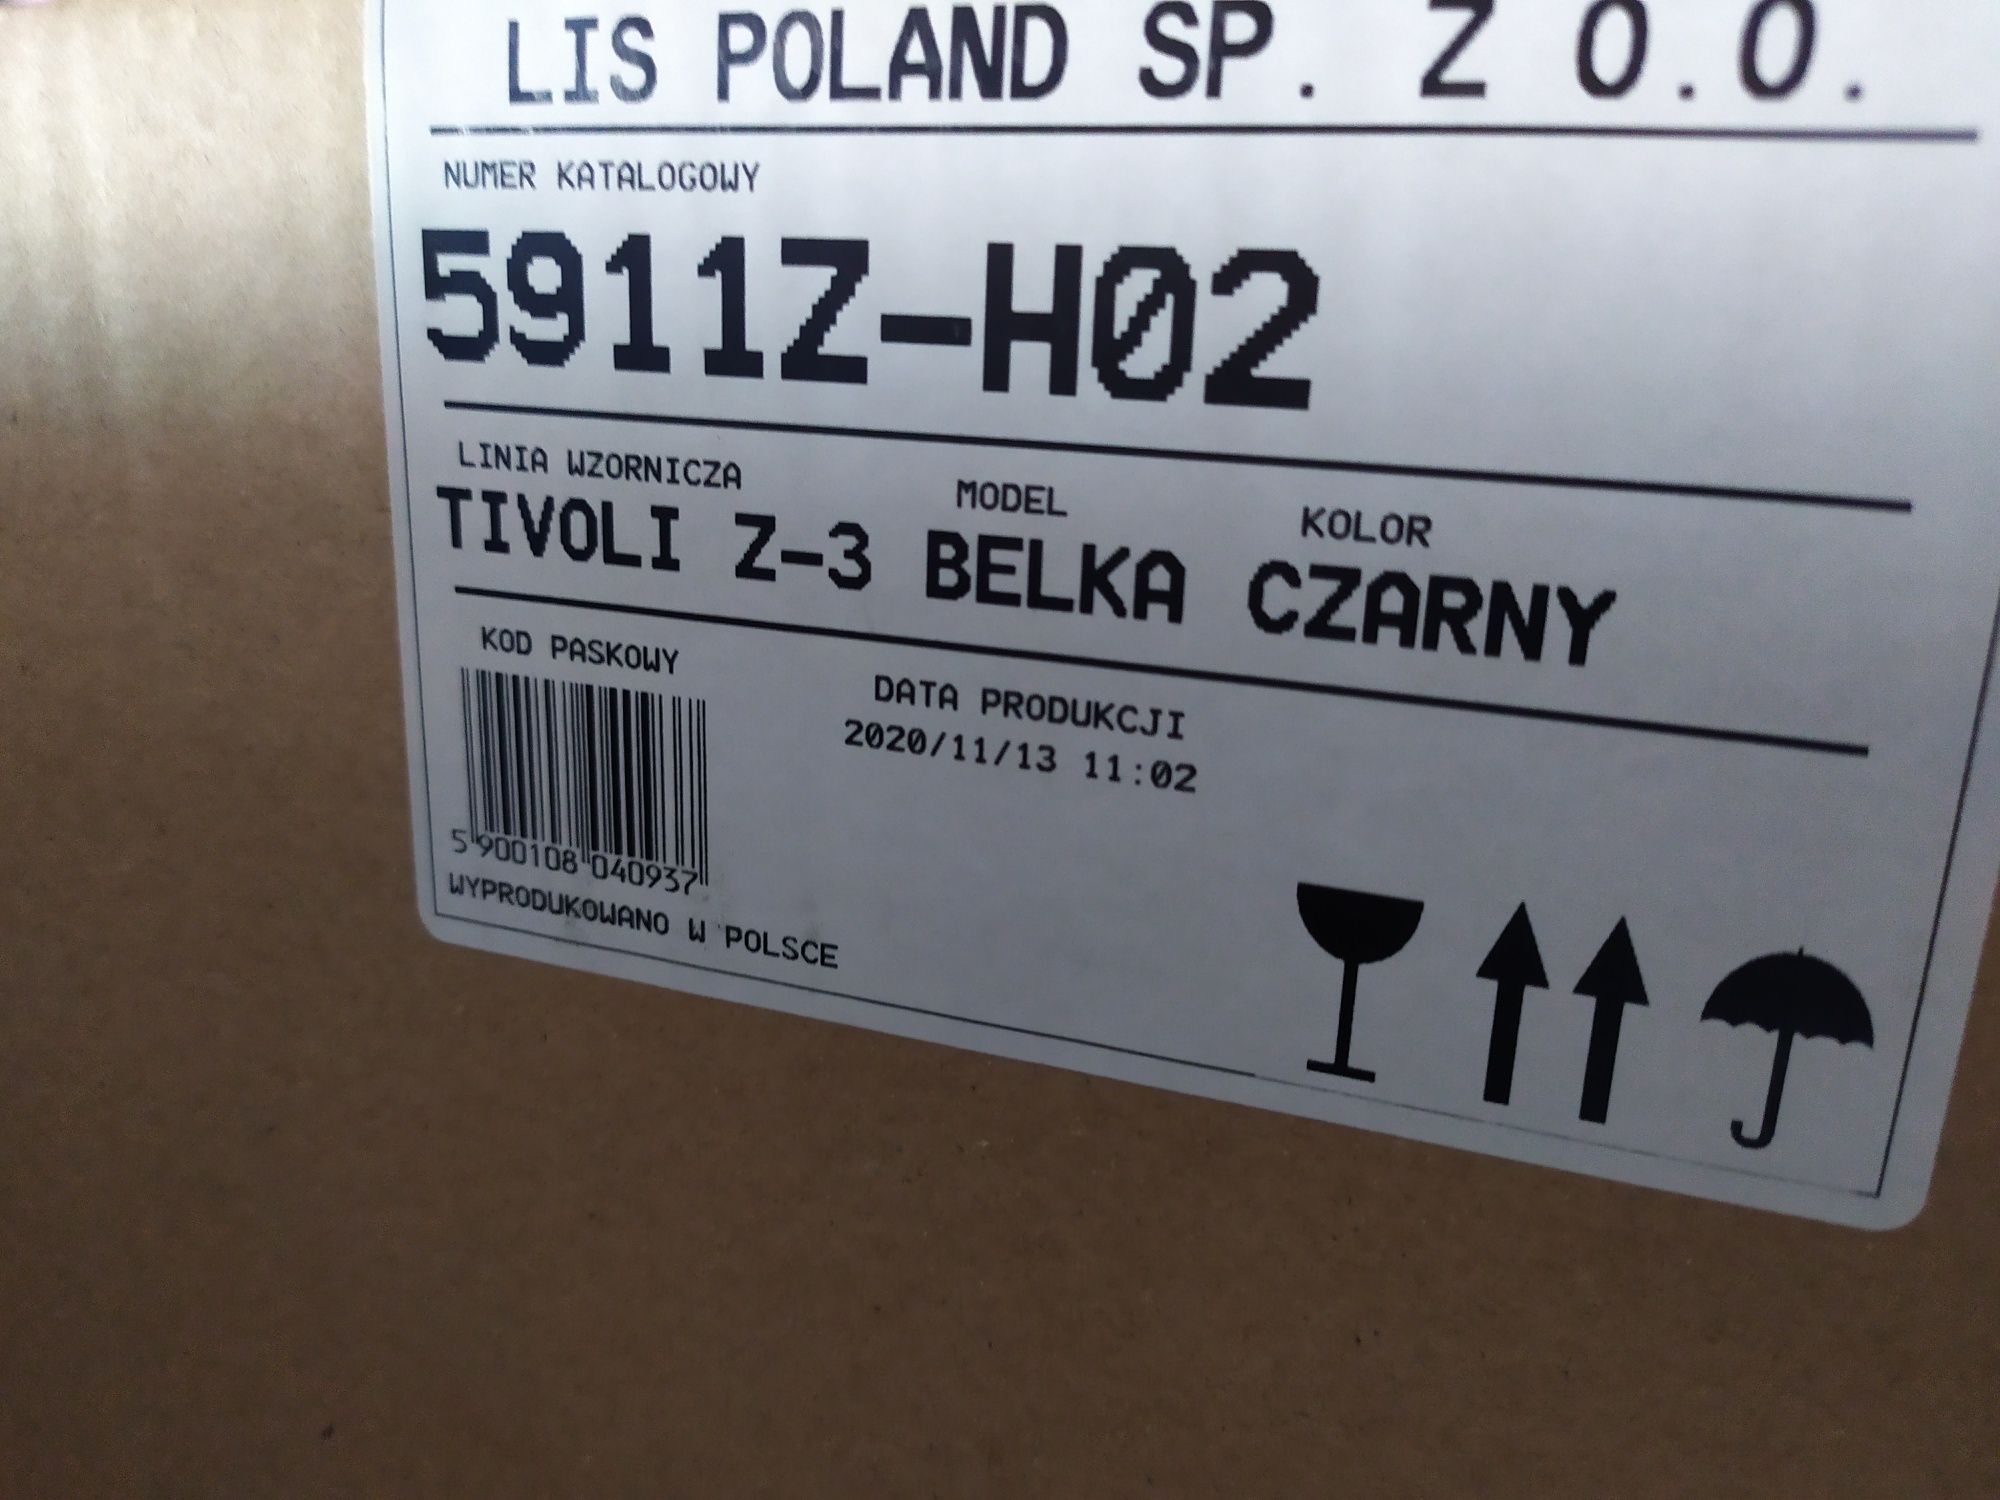 LIS POLAND SP. Z O.O.
NUMER KATALOGOWY
5911Z-H02
LINIA WZORNICZA MODEL KOLOR
TIVOLI Z-3 BELKA CZARNY
KOD PASKOWY
DATA PRODUKCJI
2020/11/13 11:02
5 900108 040937
WYPRODUKOWANO W POLSCE